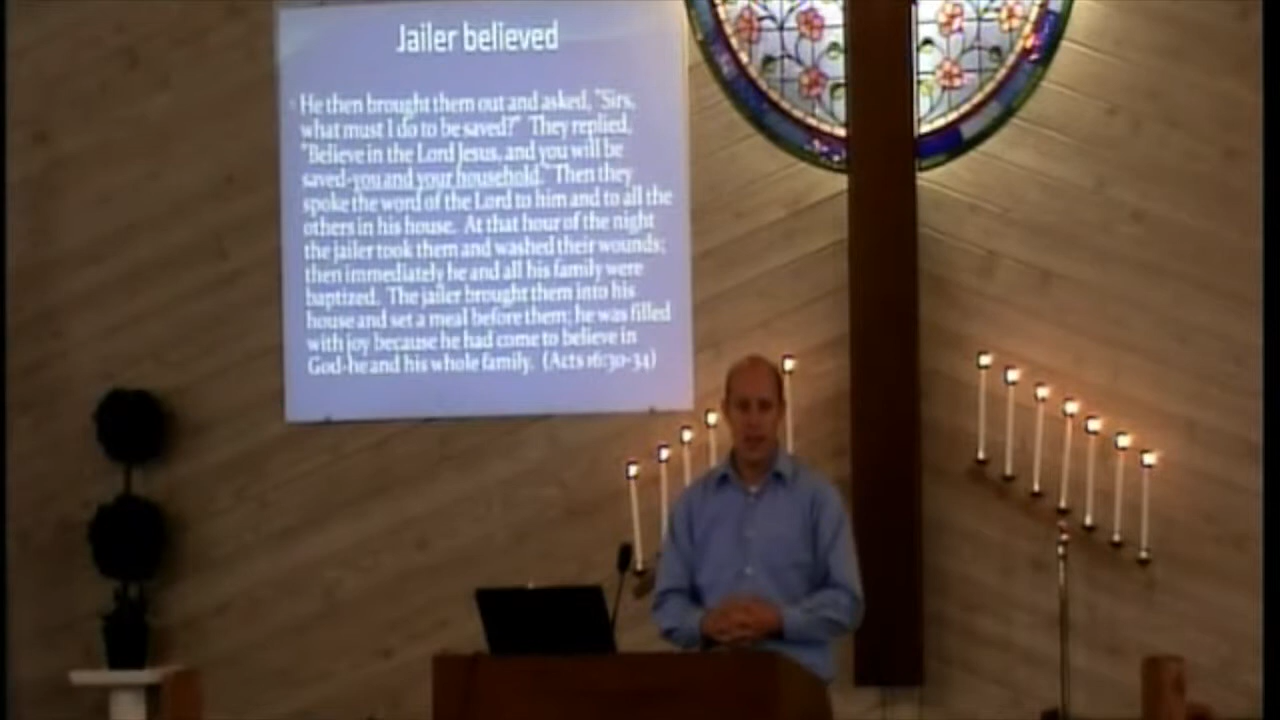 Jailer believed
He then brought them out and asked, "Sirs,
what must I do to be saved?" They replied,
"Believe in the Lord Jesus, and you will be
saved-you and your household." Then they
spoke the word of the Lord to him and to all the
others in his house. At that hour of the night
the jailer took them and washed their wounds;
then immediately he and all his family were
baptized. The jailer brought them into his
house and set a meal before them; he was filled
with joy because he had come to believe in
God-he and his whole family. (Acts 16:30-34)